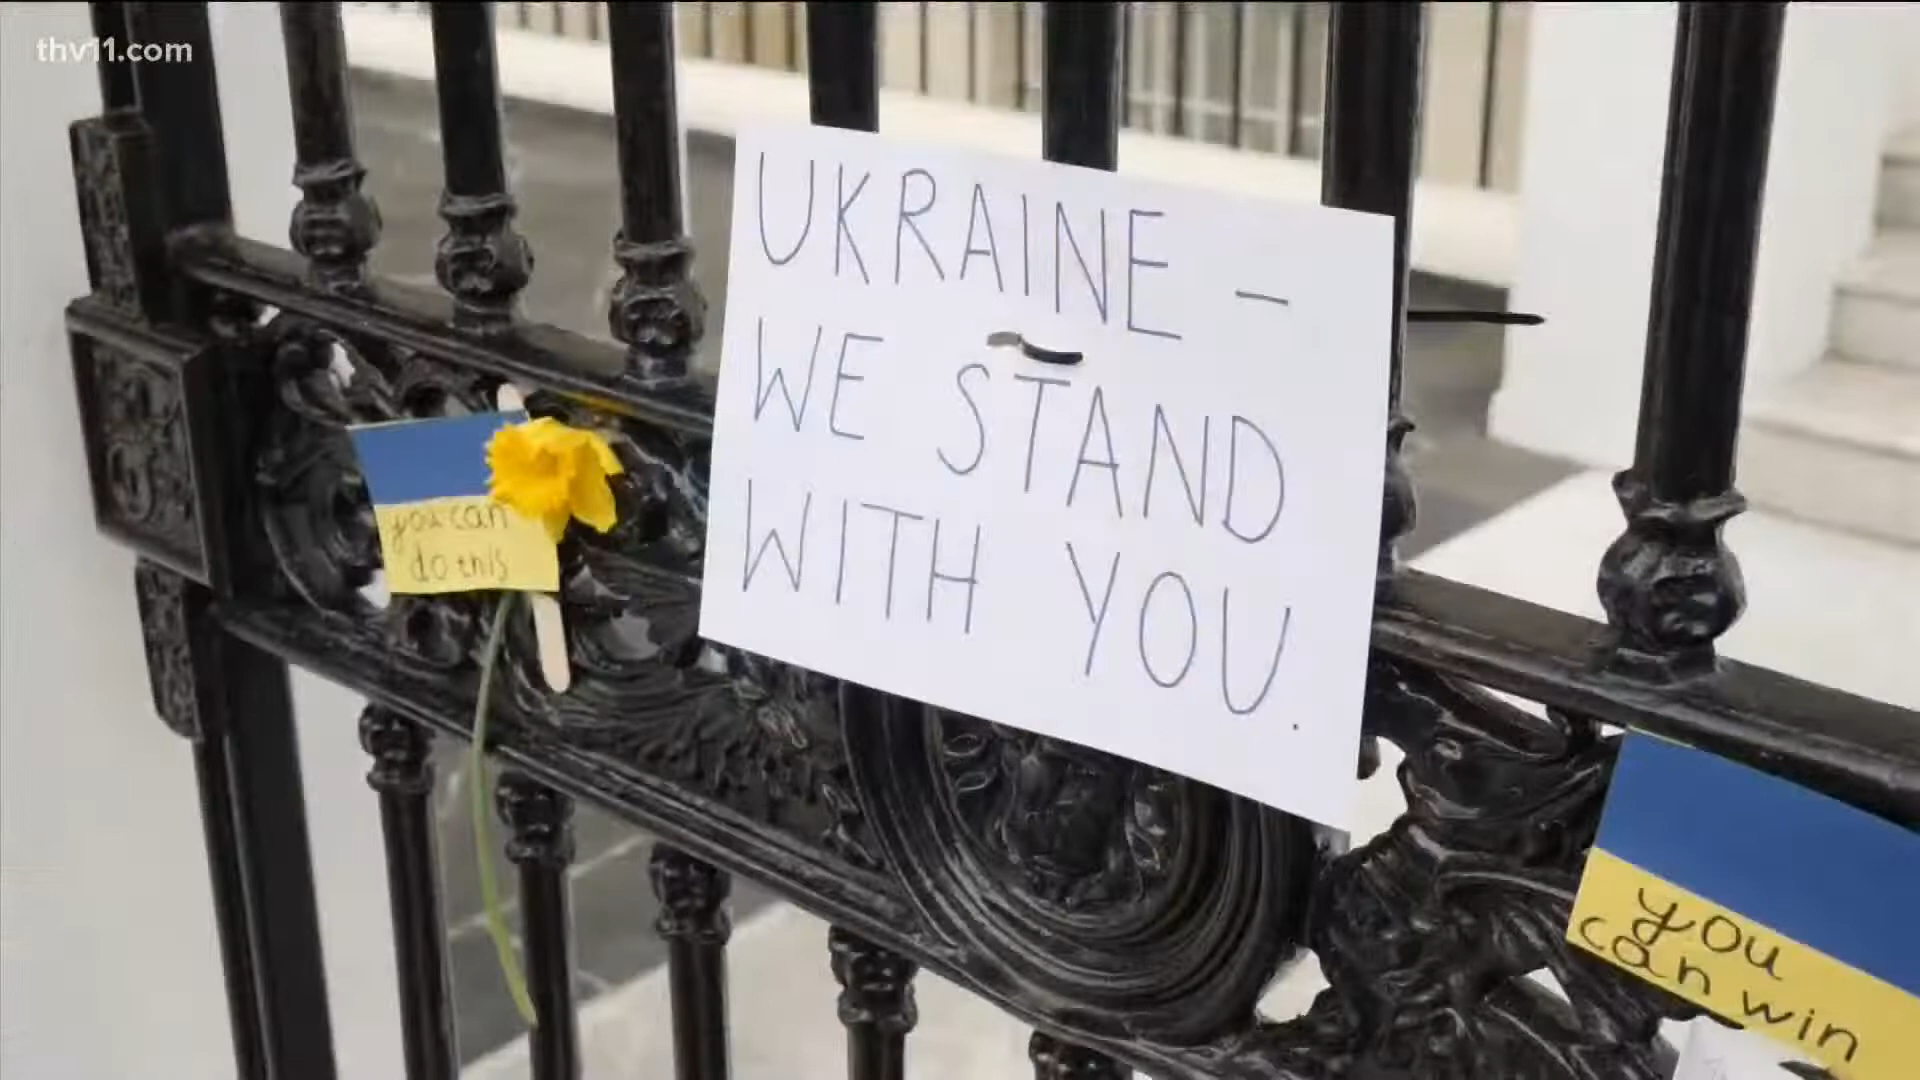 thv11.com
UKRAINE -
WE STAND
WITH YOU.
you can
do this
you
can win